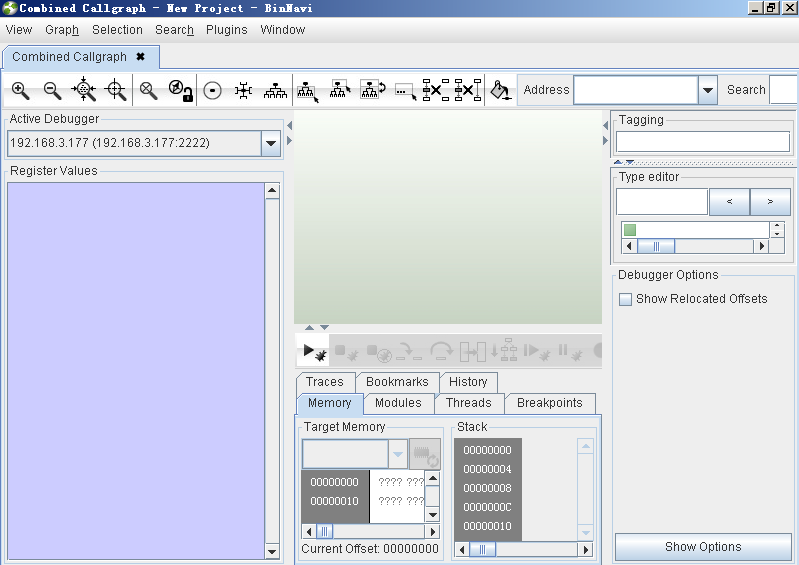 Combined Callgraph - New Project - BinNavi
View Graph Selection Search Plugins Window
Combined Callgraph
Address
Search
Active Debugger
192.168.3.177 (192.168.3.177:2222)
Register Values
Tagging
Type editor
< >
Debugger Options
Show Relocated Offsets
Traces Bookmarks History
Memory Modules Threads Breakpoints
Target Memory
00000000 ???? ???
00000010 ???? ???
Current Offset: 00000000
Stack
00000000
00000004
00000008
0000000C
00000010
Show Options